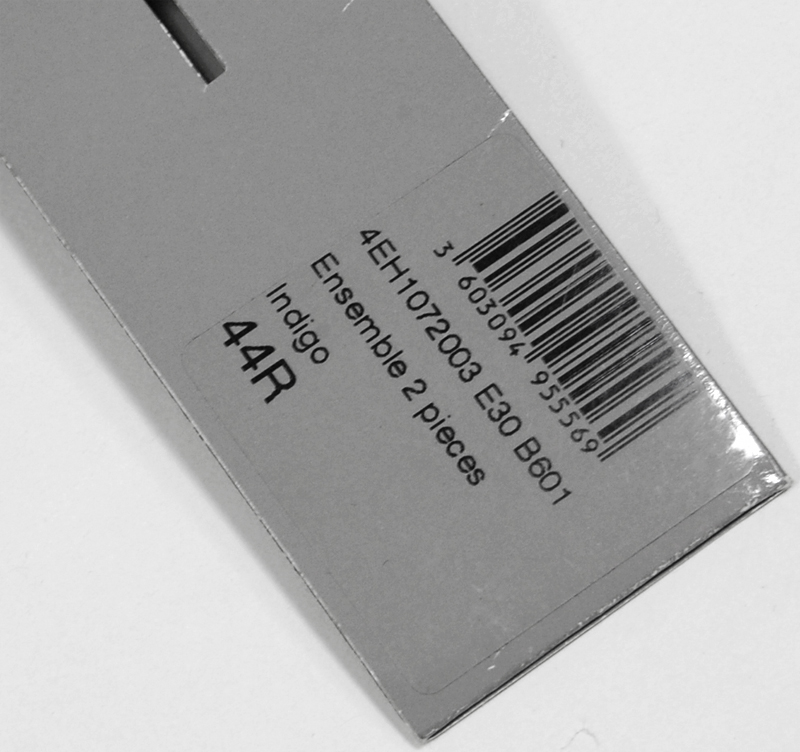 3 603094 955569
4EH1072003 E30 B601
Ensemble 2 pieces
Indigo
44R